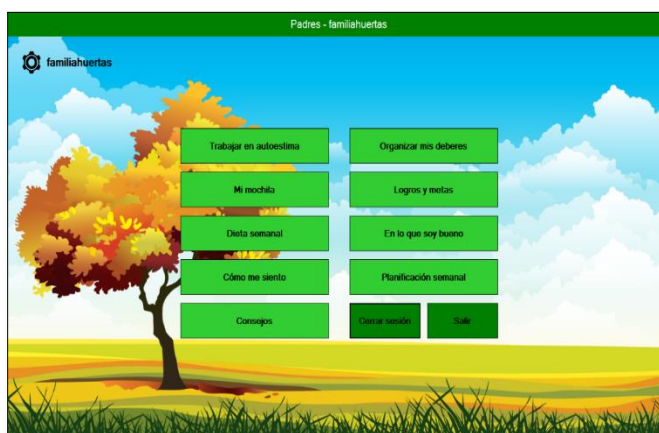 Padres - familiahuertas
familiahuertas
Trabajar en autoestima
Organizar mis deberes
Mi mochila
Logros y metas
Dieta semanal
En lo que soy bueno
Cómo me siento
Planificación semanal
Consejos
Cerrar sesión
Salir